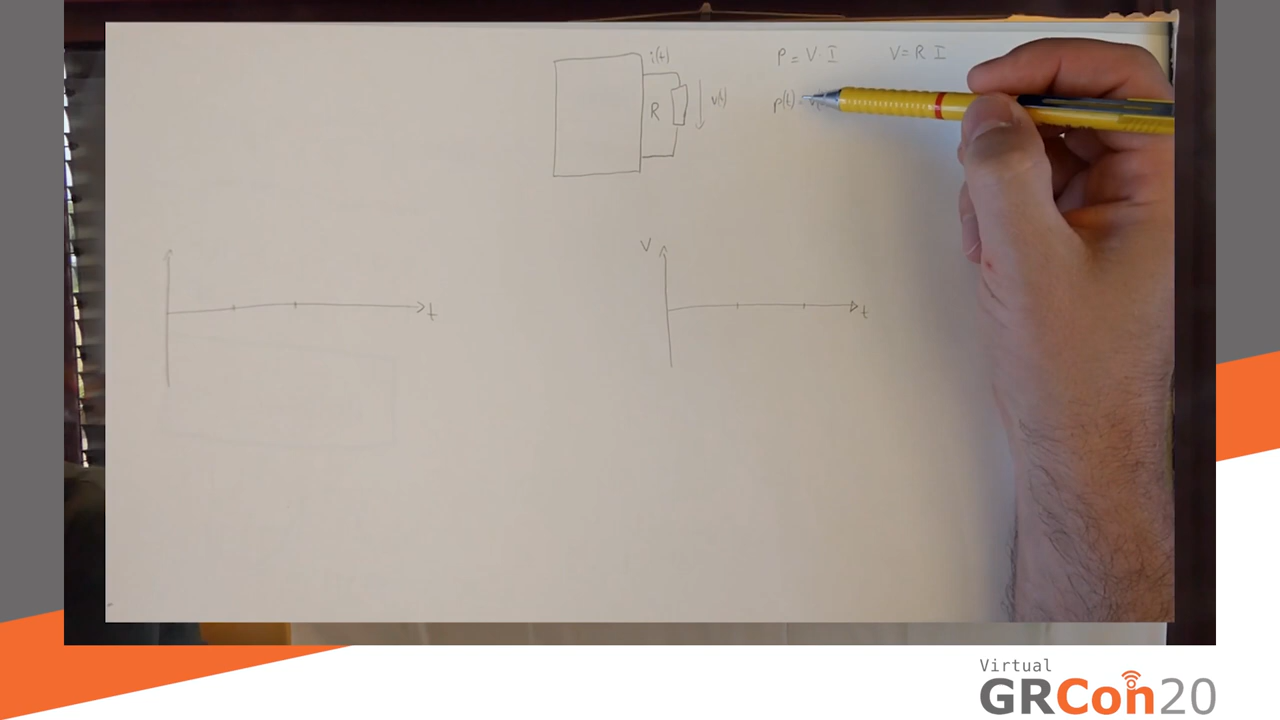 i(t)
P = V · I
V = R I
R
v(t)
p(t) =
V
t
t
Virtual
GRCon20